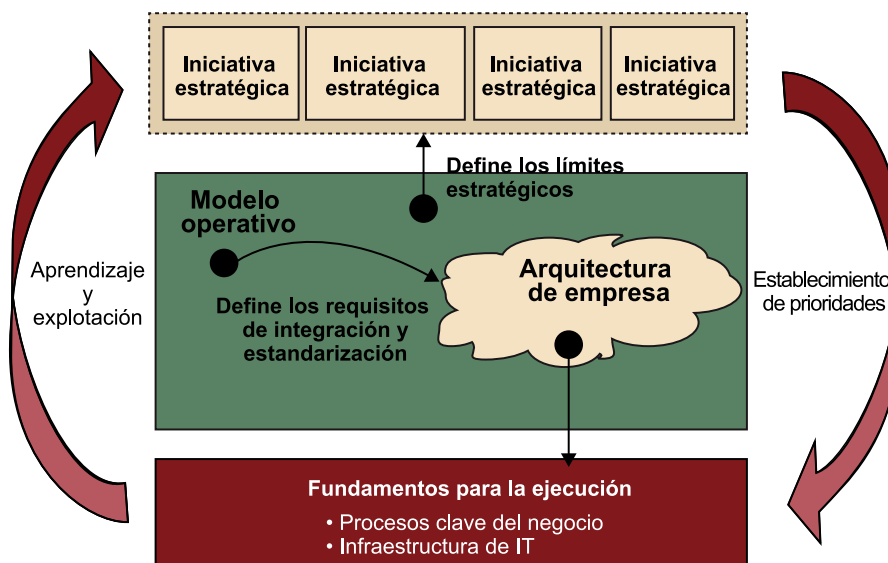 Iniciativa
estratégica
Iniciativa
estratégica
Iniciativa
estratégica
Iniciativa
estratégica
Define los límites
estratégicos
Modelo
operativo
Arquitectura
de empresa
Define los requisitos
de integración y
estandarización
Aprendizaje
y
explotación
Establecimiento
de prioridades
Fundamentos para la ejecución
• Procesos clave del negocio
• Infraestructura de IT